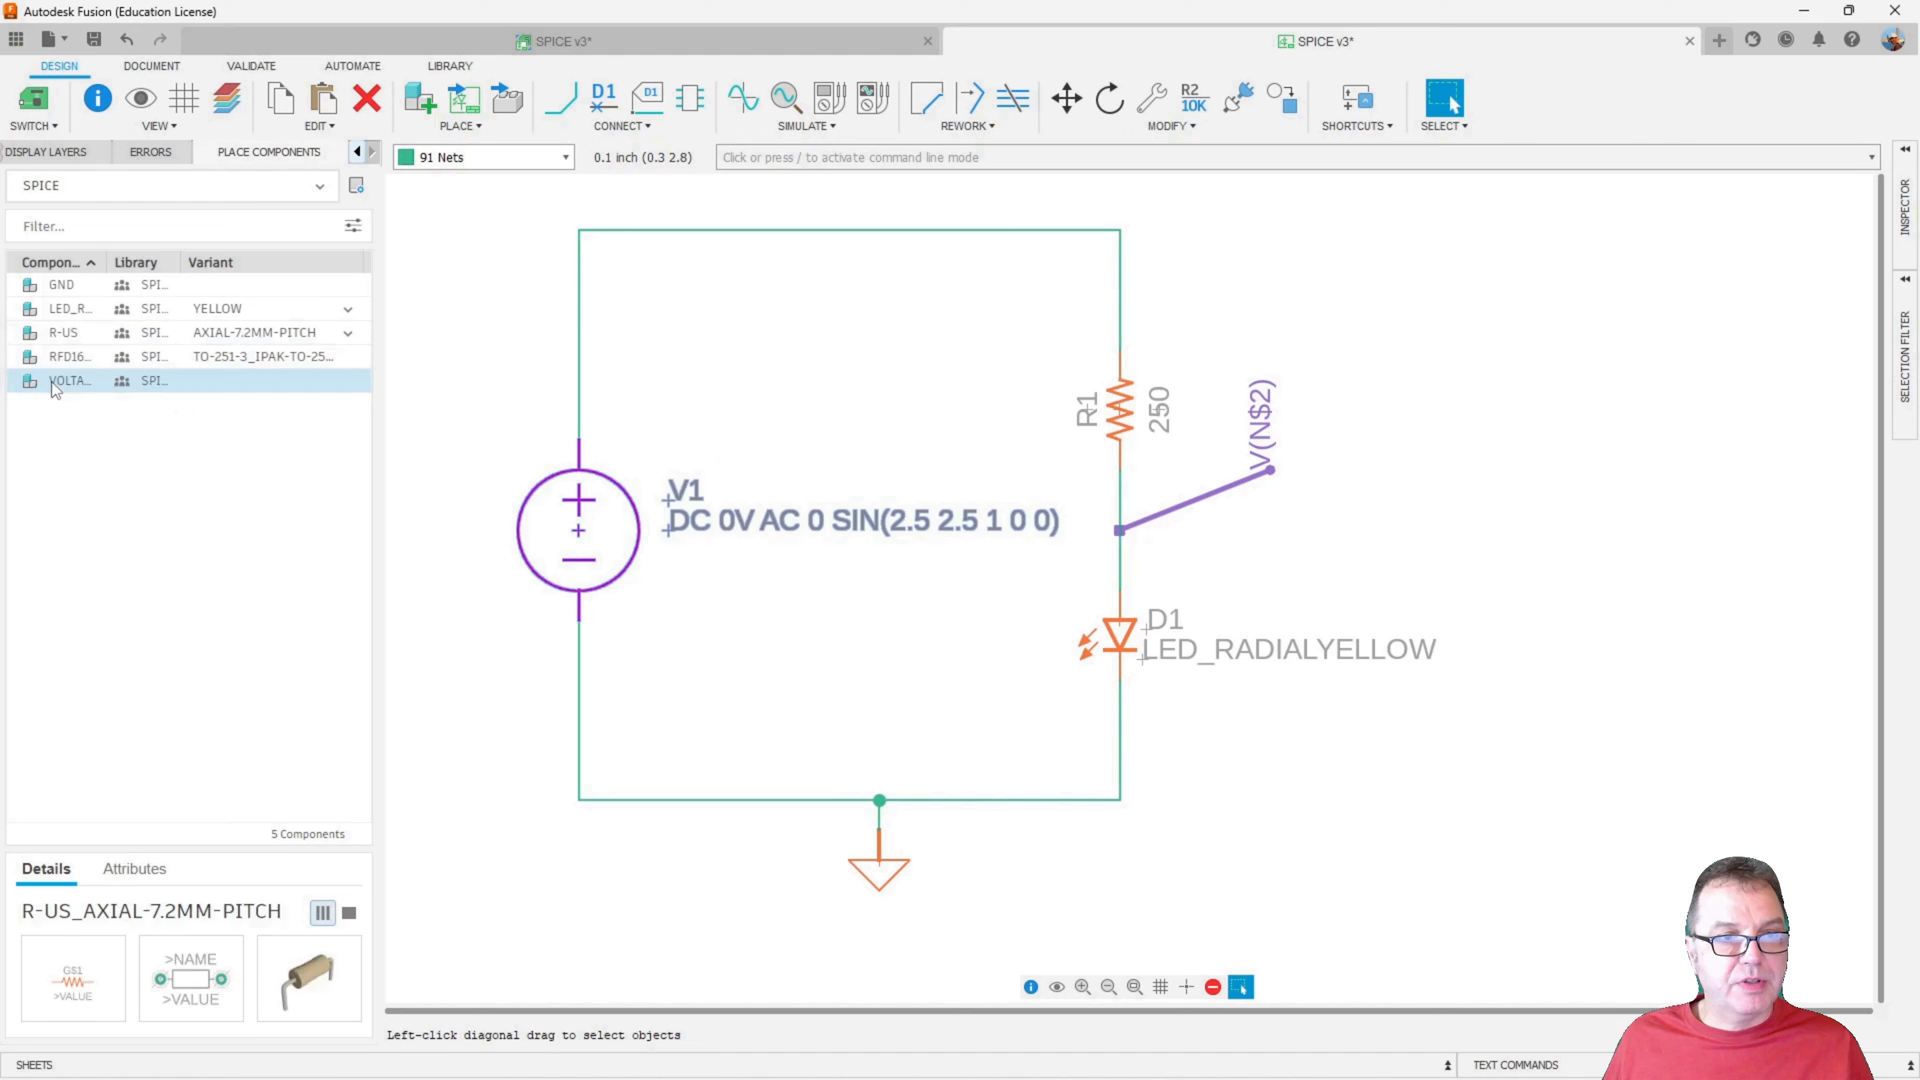 Autodesk Fusion (Education License)
SPICE v3*
SPICE v3*
DESIGN
DOCUMENT
VALIDATE
AUTOMATE
LIBRARY
D1
D1
R2
10K
SWITCH
VIEW
EDIT
PLACE
CONNECT
SIMULATE
REWORK
MODIFY
SHORTCUTS
SELECT
DISPLAY LAYERS
ERRORS
PLACE COMPONENTS
91 Nets
0.1 inch (0.3 2.8)
Click or press / to activate command line mode
SPICE
Filter...
Compon...
Library
Variant
GND
SPI...
LED_R...
SPI...
YELLOW
R-US
SPI...
AXIAL-7.2MM-PITCH
RFD16...
SPI...
TO-251-3_IPAK-TO-25...
VOLTA...
SPI...
5 Components
Details
Attributes
R-US_AXIAL-7.2MM-PITCH
G$1
>VALUE
>NAME
>VALUE
V1
DC 0V AC 0 SIN(2.5 2.5 1 0 0)
R1
250
V(N$2)
D1
LED_RADIALYELLOW
INSPECTOR
SELECTION FILTER
Left-click diagonal drag to select objects
SHEETS
TEXT COMMANDS